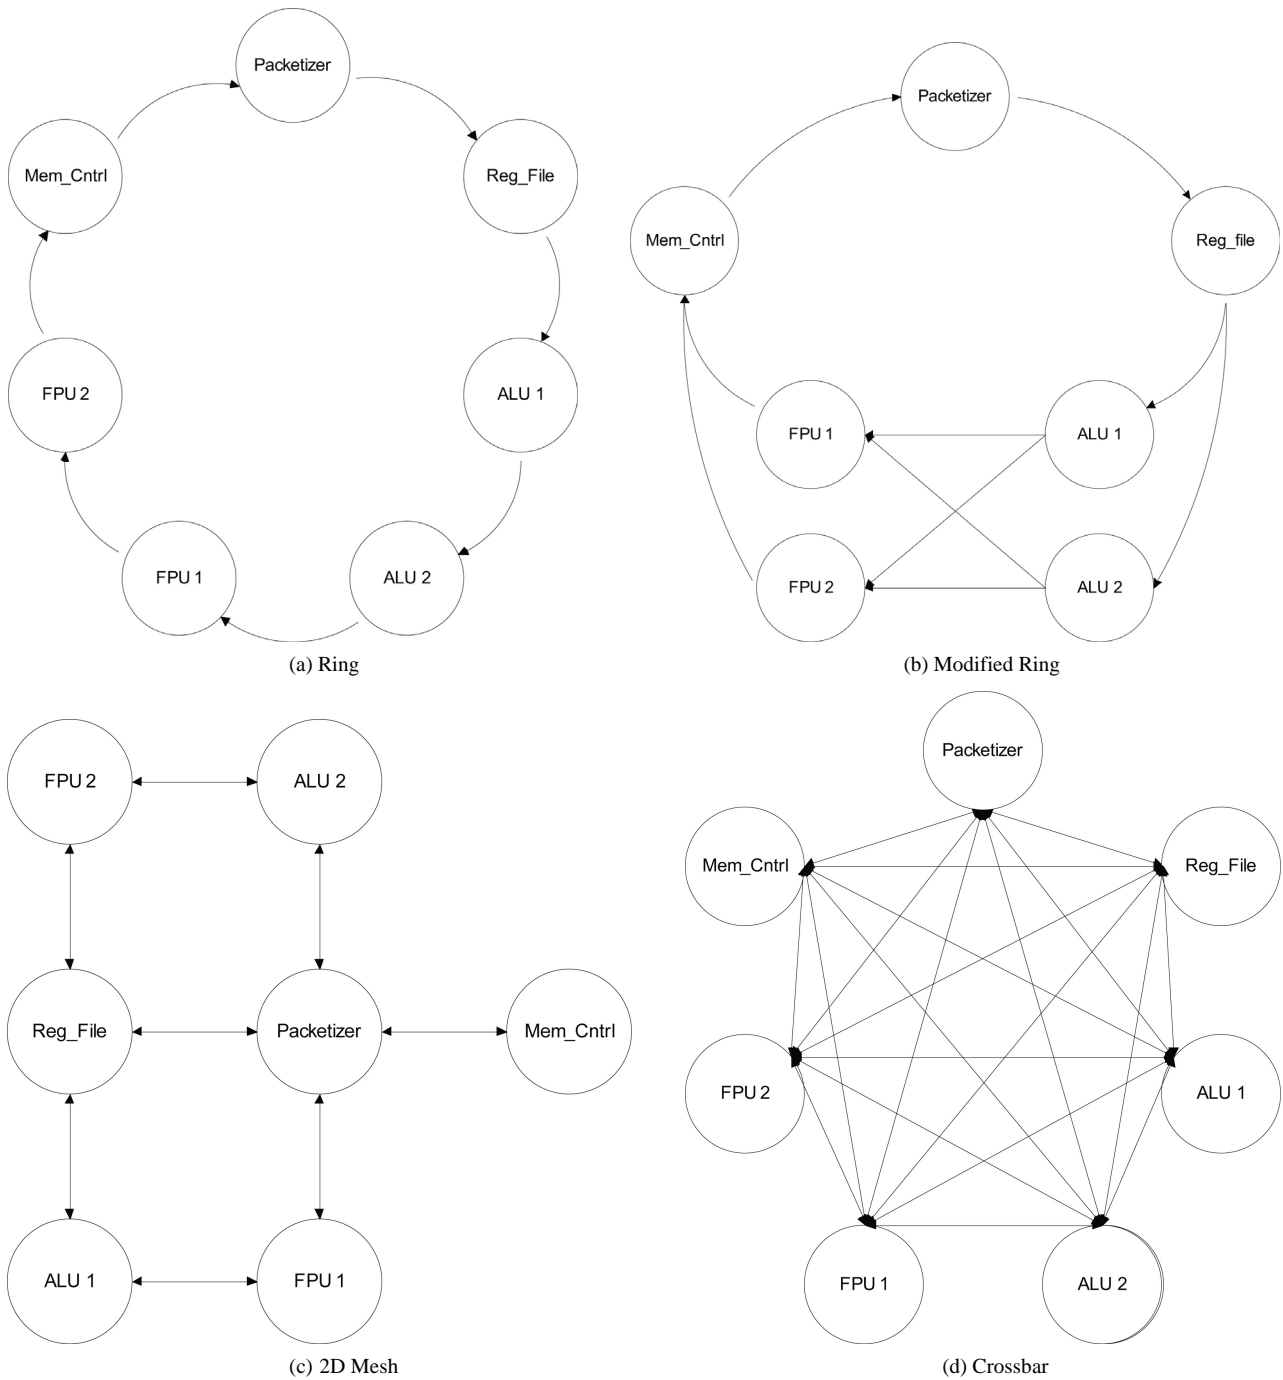 Packetizer
Mem_Cntrl
Reg_File
FPU 2
ALU 1
FPU 1
ALU 2
(a) Ring
Packetizer
Mem_Cntrl
Reg_file
FPU 1
ALU 1
FPU 2
ALU 2
(b) Modified Ring
FPU 2
ALU 2
Reg_File
Packetizer
Mem_Cntrl
ALU 1
FPU 1
(c) 2D Mesh
Packetizer
Mem_Cntrl
Reg_File
FPU 2
ALU 1
FPU 1
ALU 2
(d) Crossbar